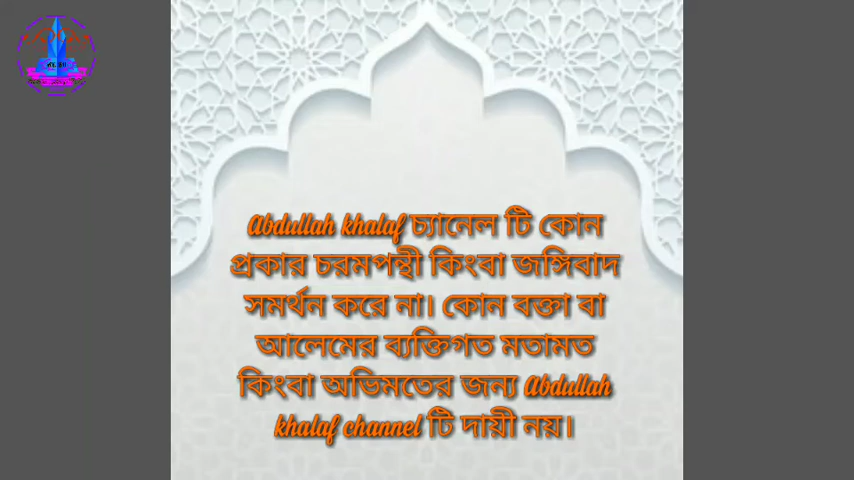 Abdullah khalaf চ্যানেল টি কোন
প্রকার চরমপন্থী কিংবা জঙ্গিবাদ
সমর্থন করে না। কোন বক্তা বা
আলেমের ব্যক্তিগত মতামত
কিংবা অভিমতের জন্য Abdullah
khalaf channel টি দায়ী নয়।